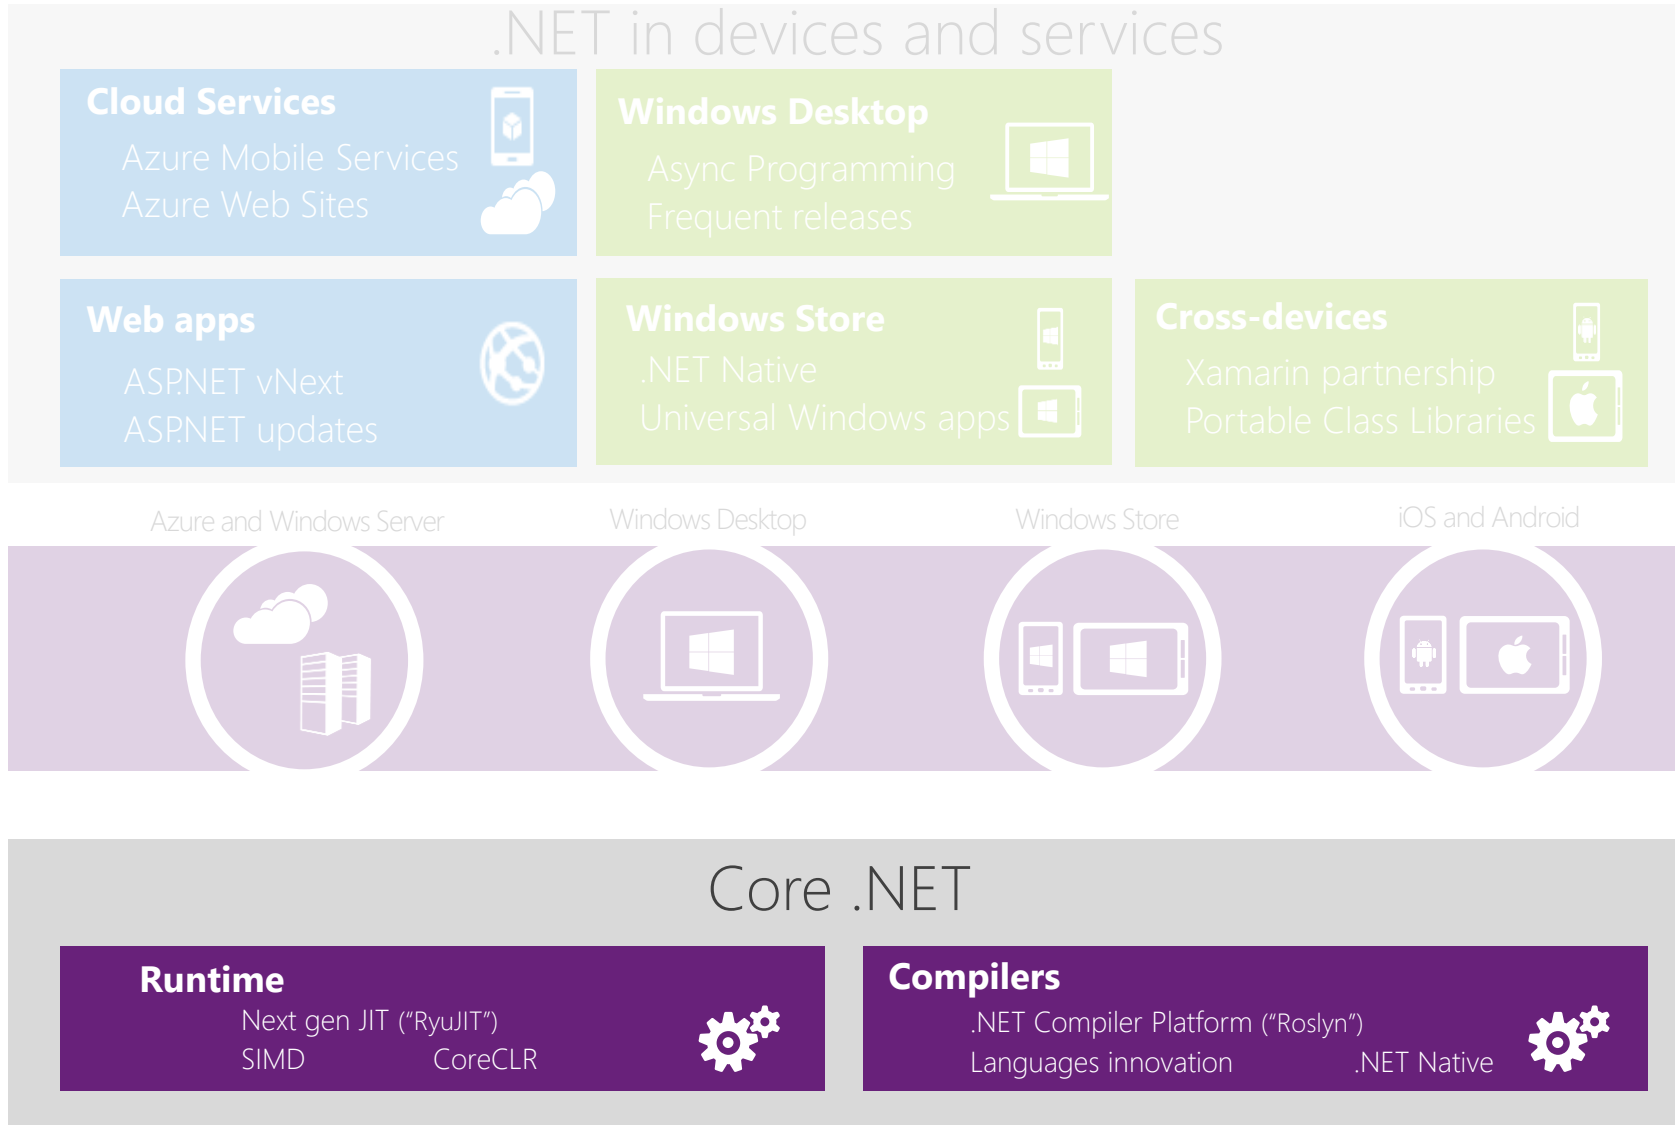 .NET in devices and services
Cloud Services
Azure Mobile Services
Azure Web Sites
Windows Desktop
Async Programming
Frequent releases
Web apps
ASP.NET vNext
ASP.NET updates
Windows Store
.NET Native
Universal Windows apps
Cross-devices
Xamarin partnership
Portable Class Libraries
Azure and Windows Server
Windows Desktop
Windows Store
iOS and Android
Core .NET
Runtime
Next gen JIT (“RyuJIT”)
SIMD CoreCLR
Compilers
.NET Compiler Platform (“Roslyn”)
Languages innovation .NET Native